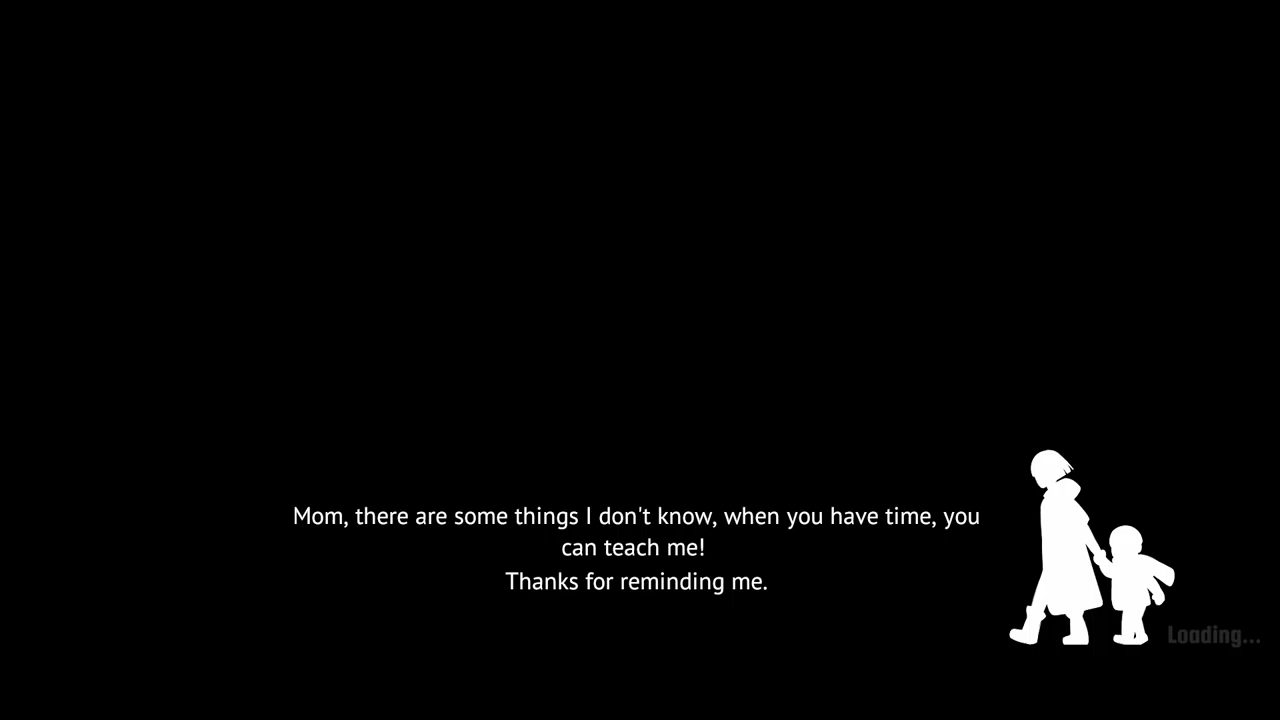 Mom, there are some things I don't know, when you have time, you
can teach me!
Thanks for reminding me.
Loading...